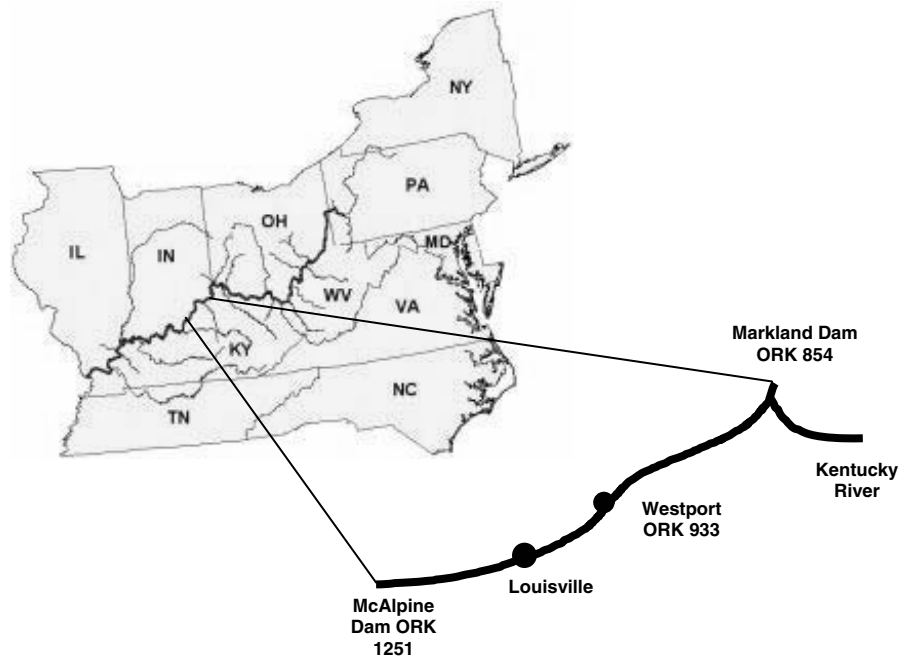 NY
PA
OH
MD
IL
IN
WV
VA
KY
NC
TN
Markland Dam
ORK 854
Kentucky
River
Westport
ORK 933
Louisville
McAlpine
Dam ORK
1251